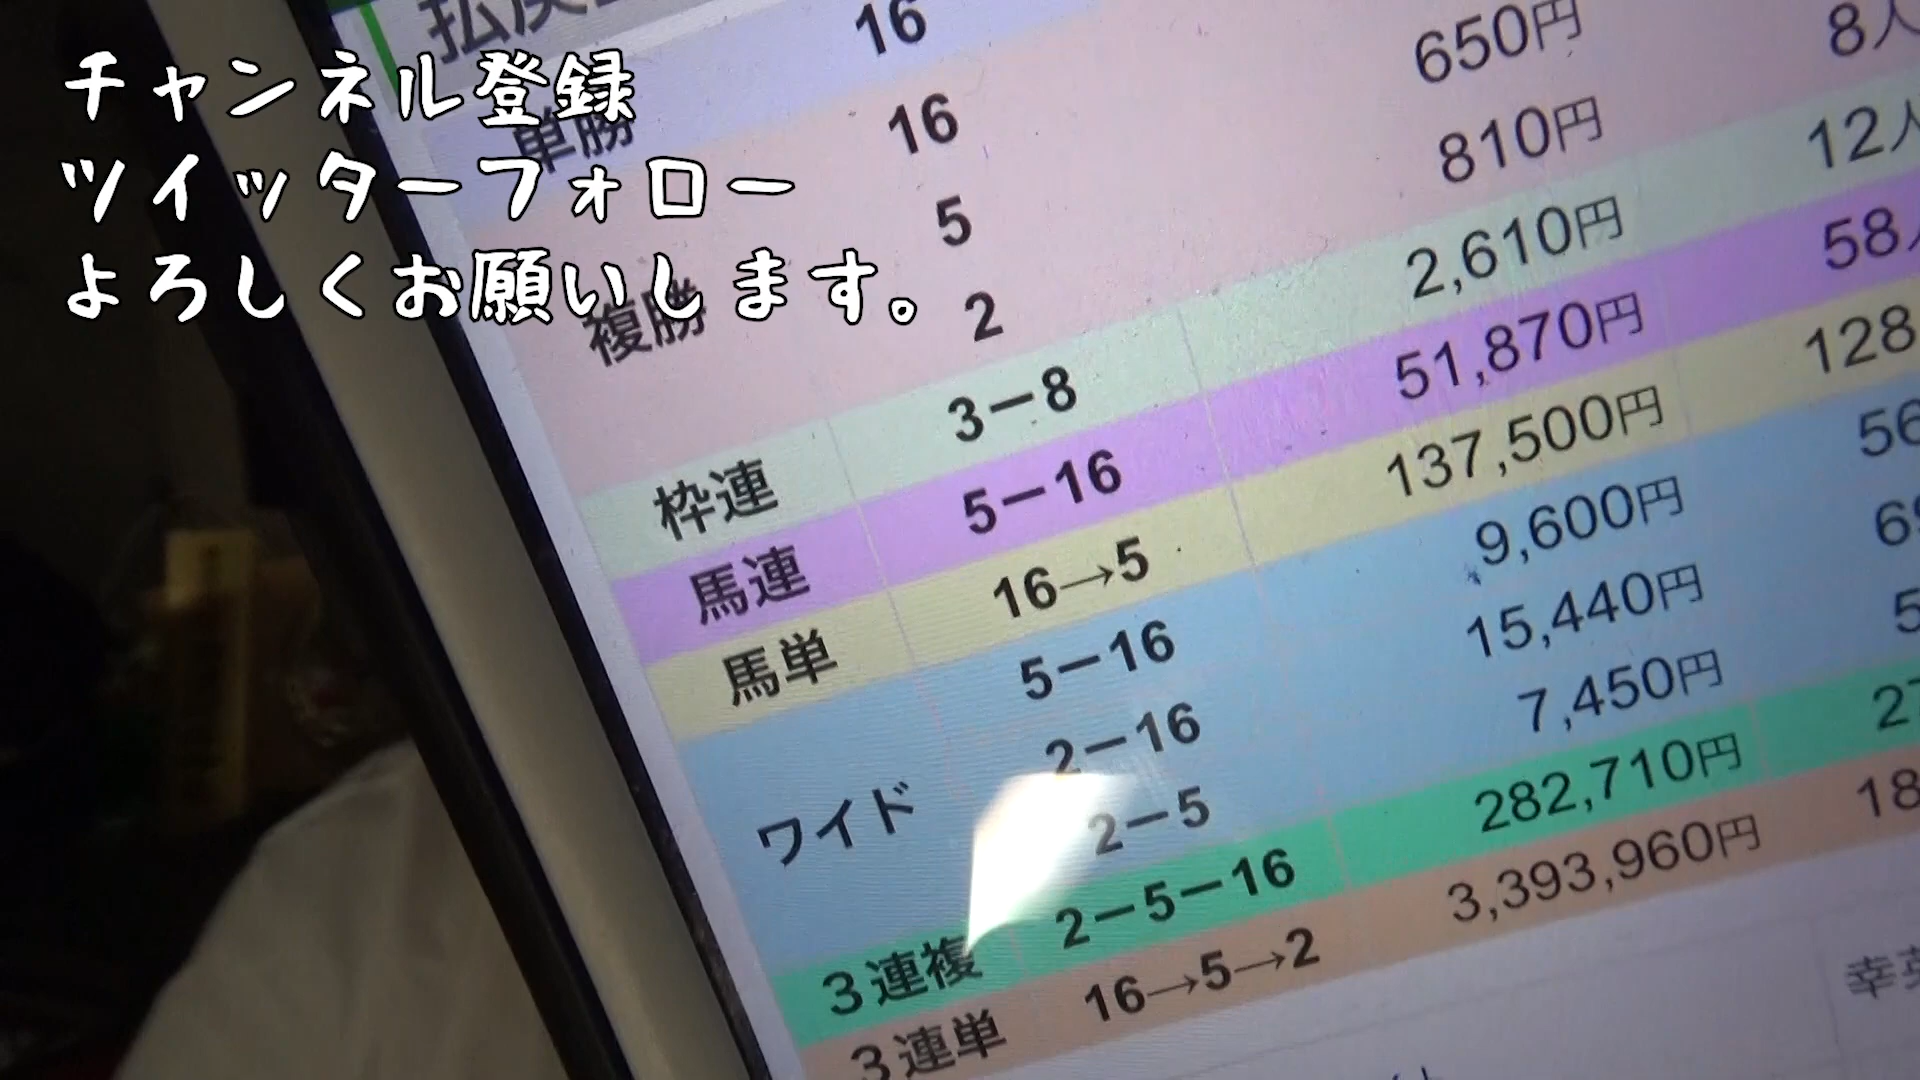 チャンネル登録
ツイッターフォロー
よろしくお願いします。
払戻
単勝 16
複勝 16 650円 8人
5 810円 12人
2
枠連 3-8 2,610円
馬連 5-16 51,870円 58人
馬単 16→5 137,500円 128
ワイド 5-16 9,600円 56
2-16 15,440円
2-5 7,450円
3連複 2-5-16 282,710円
3連単 16→5→2 3,393,960円